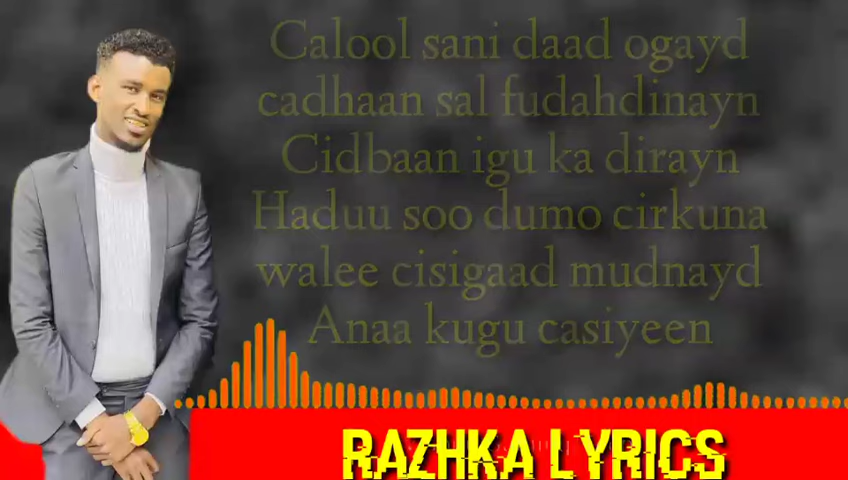 Calool sani daad ogayd
cadhaan sal fudahdinayn
Cidbaan igu ka dirayn
Haduu soo dumo cirkuna
walee cisigaad mudnayd
Anaa kugu casiyeen
RAZHKA LYRICS